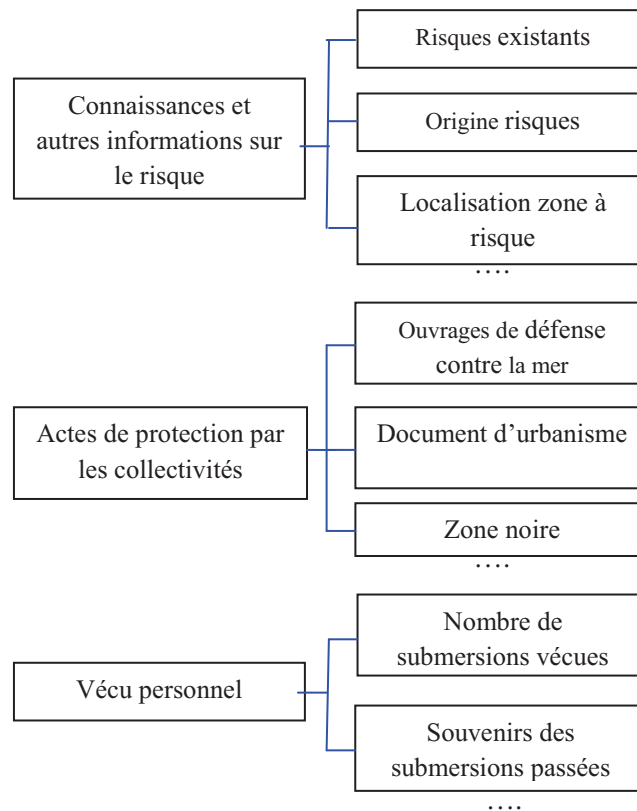 Connaissances et
autres informations sur
le risque
Risques existants
Origine risques
Localisation zone à
risque
....
Actes de protection par
les collectivités
Ouvrages de défense
contre la mer
Document d’urbanisme
Zone noire
....
Vécu personnel
Nombre de
submersions vécues
Souvenirs des
submersions passées
....